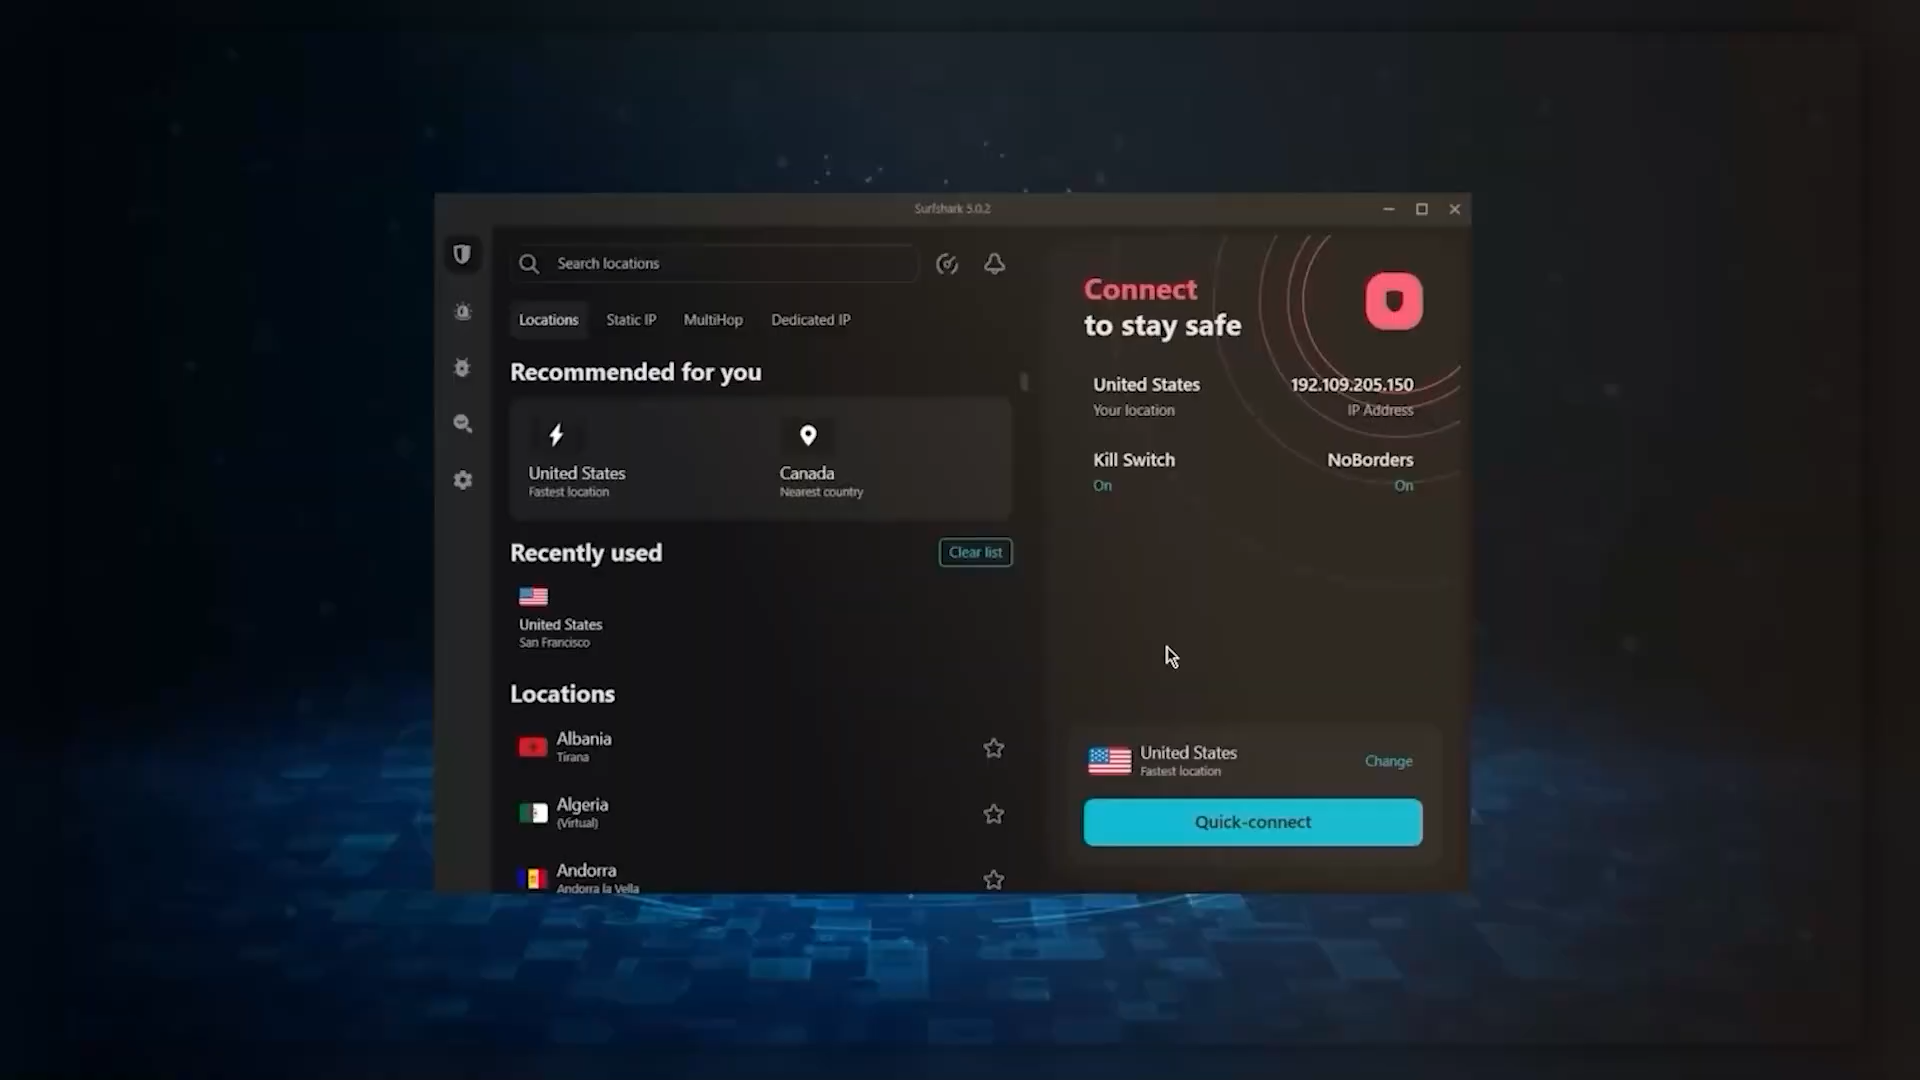 Surfshark 5.0.2
Search locations
Locations
Static IP
MultiHop
Dedicated IP
Recommended for you
United States
Fastest location
Canada
Nearest country
Recently used
Clear list
United States
San Francisco
Locations
Albania
Tirana
Algeria
(Virtual)
Andorra
Andorra la Vella
Connect
to stay safe
United States
192.109.205.150
Your location
IP Address
Kill Switch
NoBorders
On
On
United States
Fastest location
Change
Quick-connect